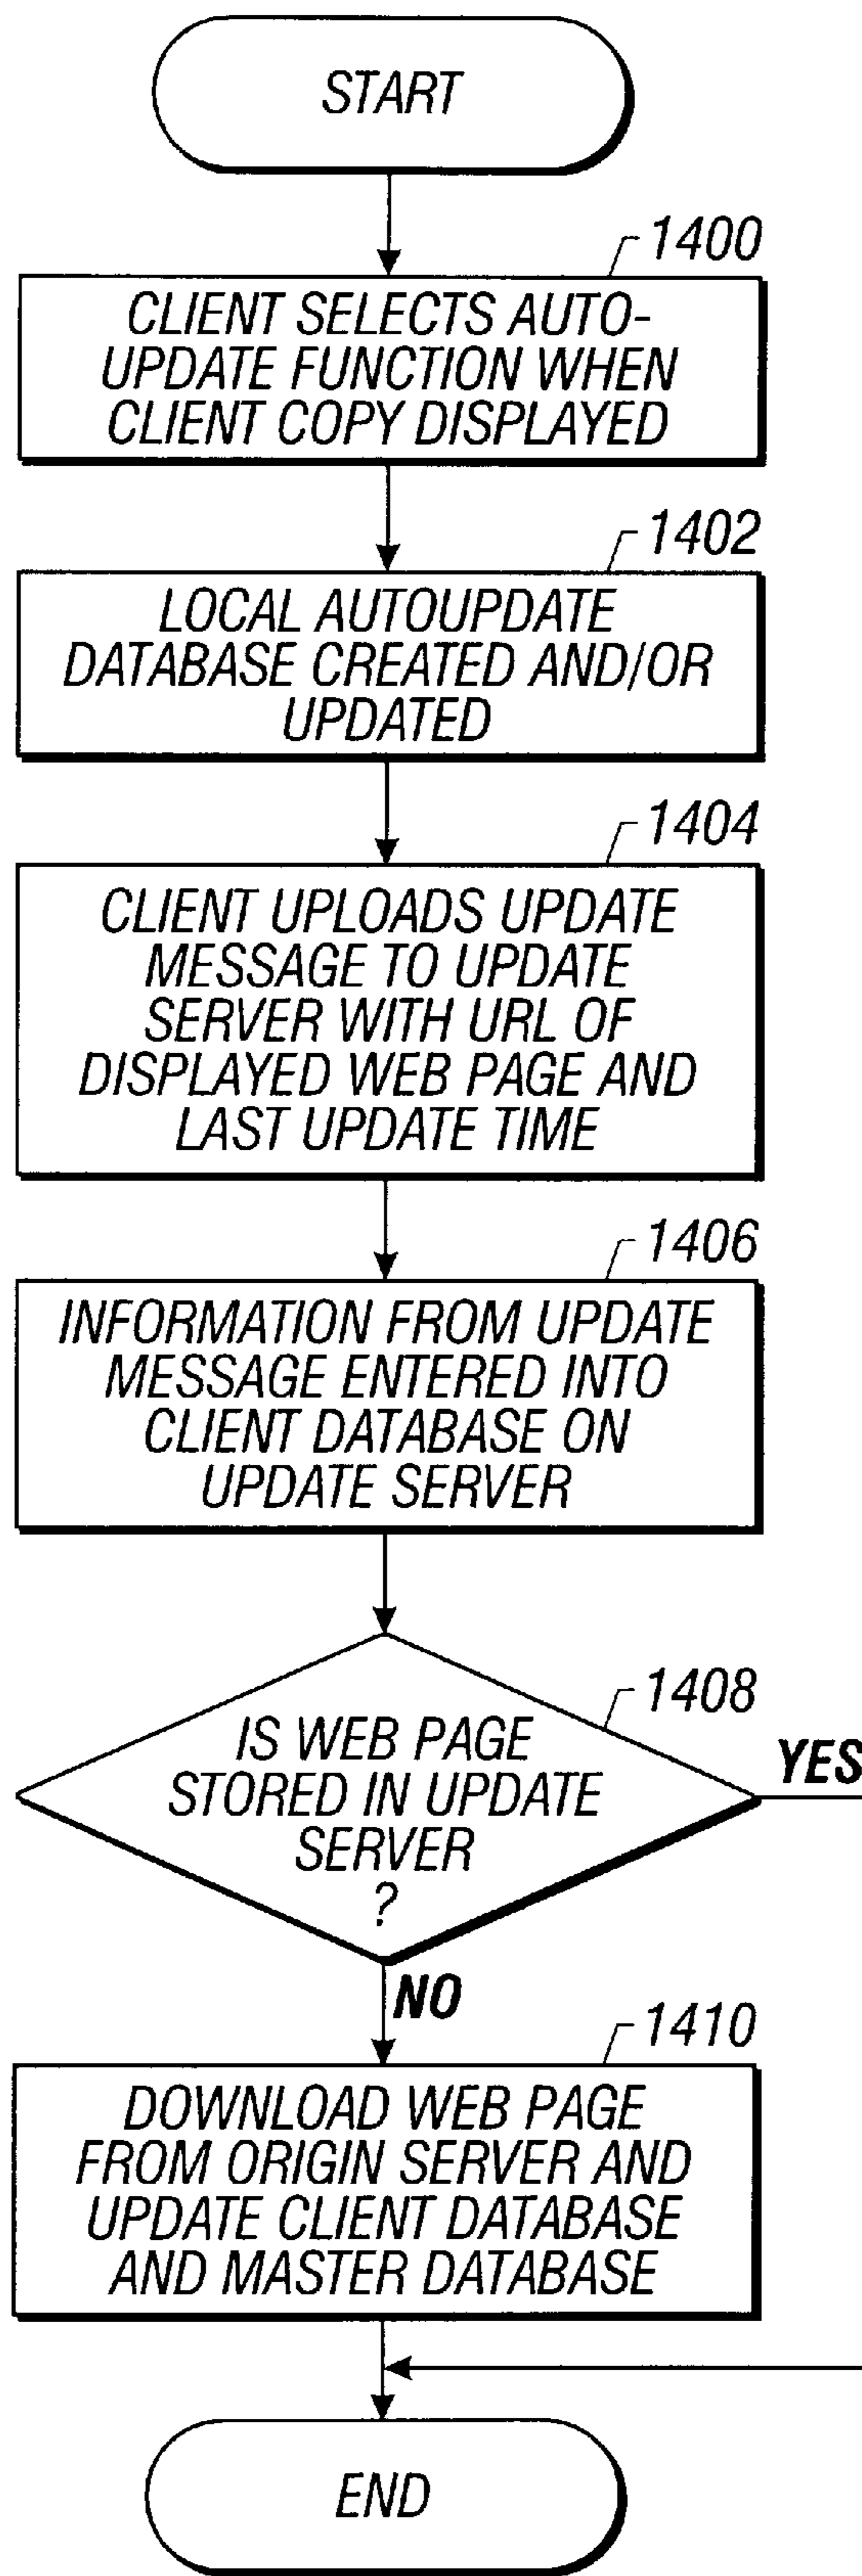 START
1400
CLIENT SELECTS AUTO-
UPDATE FUNCTION WHEN
CLIENT COPY DISPLAYED
1402
LOCAL AUTOUPDATE
DATABASE CREATED AND/OR
UPDATED
1404
CLIENT UPLOADS UPDATE
MESSAGE TO UPDATE
SERVER WITH URL OF
DISPLAYED WEB PAGE AND
LAST UPDATE TIME
1406
INFORMATION FROM UPDATE
MESSAGE ENTERED INTO
CLIENT DATABASE ON
UPDATE SERVER
1408
IS WEB PAGE
STORED IN UPDATE
SERVER
?
YES
NO
1410
DOWNLOAD WEB PAGE
FROM ORIGIN SERVER AND
UPDATE CLIENT DATABASE
AND MASTER DATABASE
END